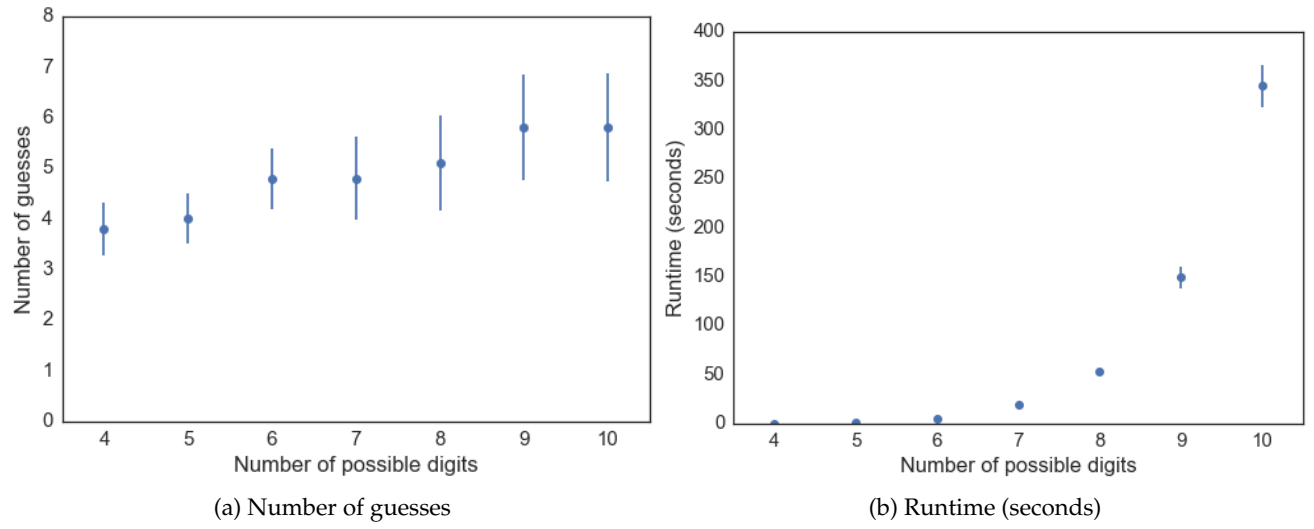 8
7
6
5
4
3
2
1
0
Number of guesses
4 5 6 7 8 9 10
Number of possible digits
(a) Number of guesses
400
350
300
250
200
150
100
50
0
Runtime (seconds)
4 5 6 7 8 9 10
Number of possible digits
(b) Runtime (seconds)